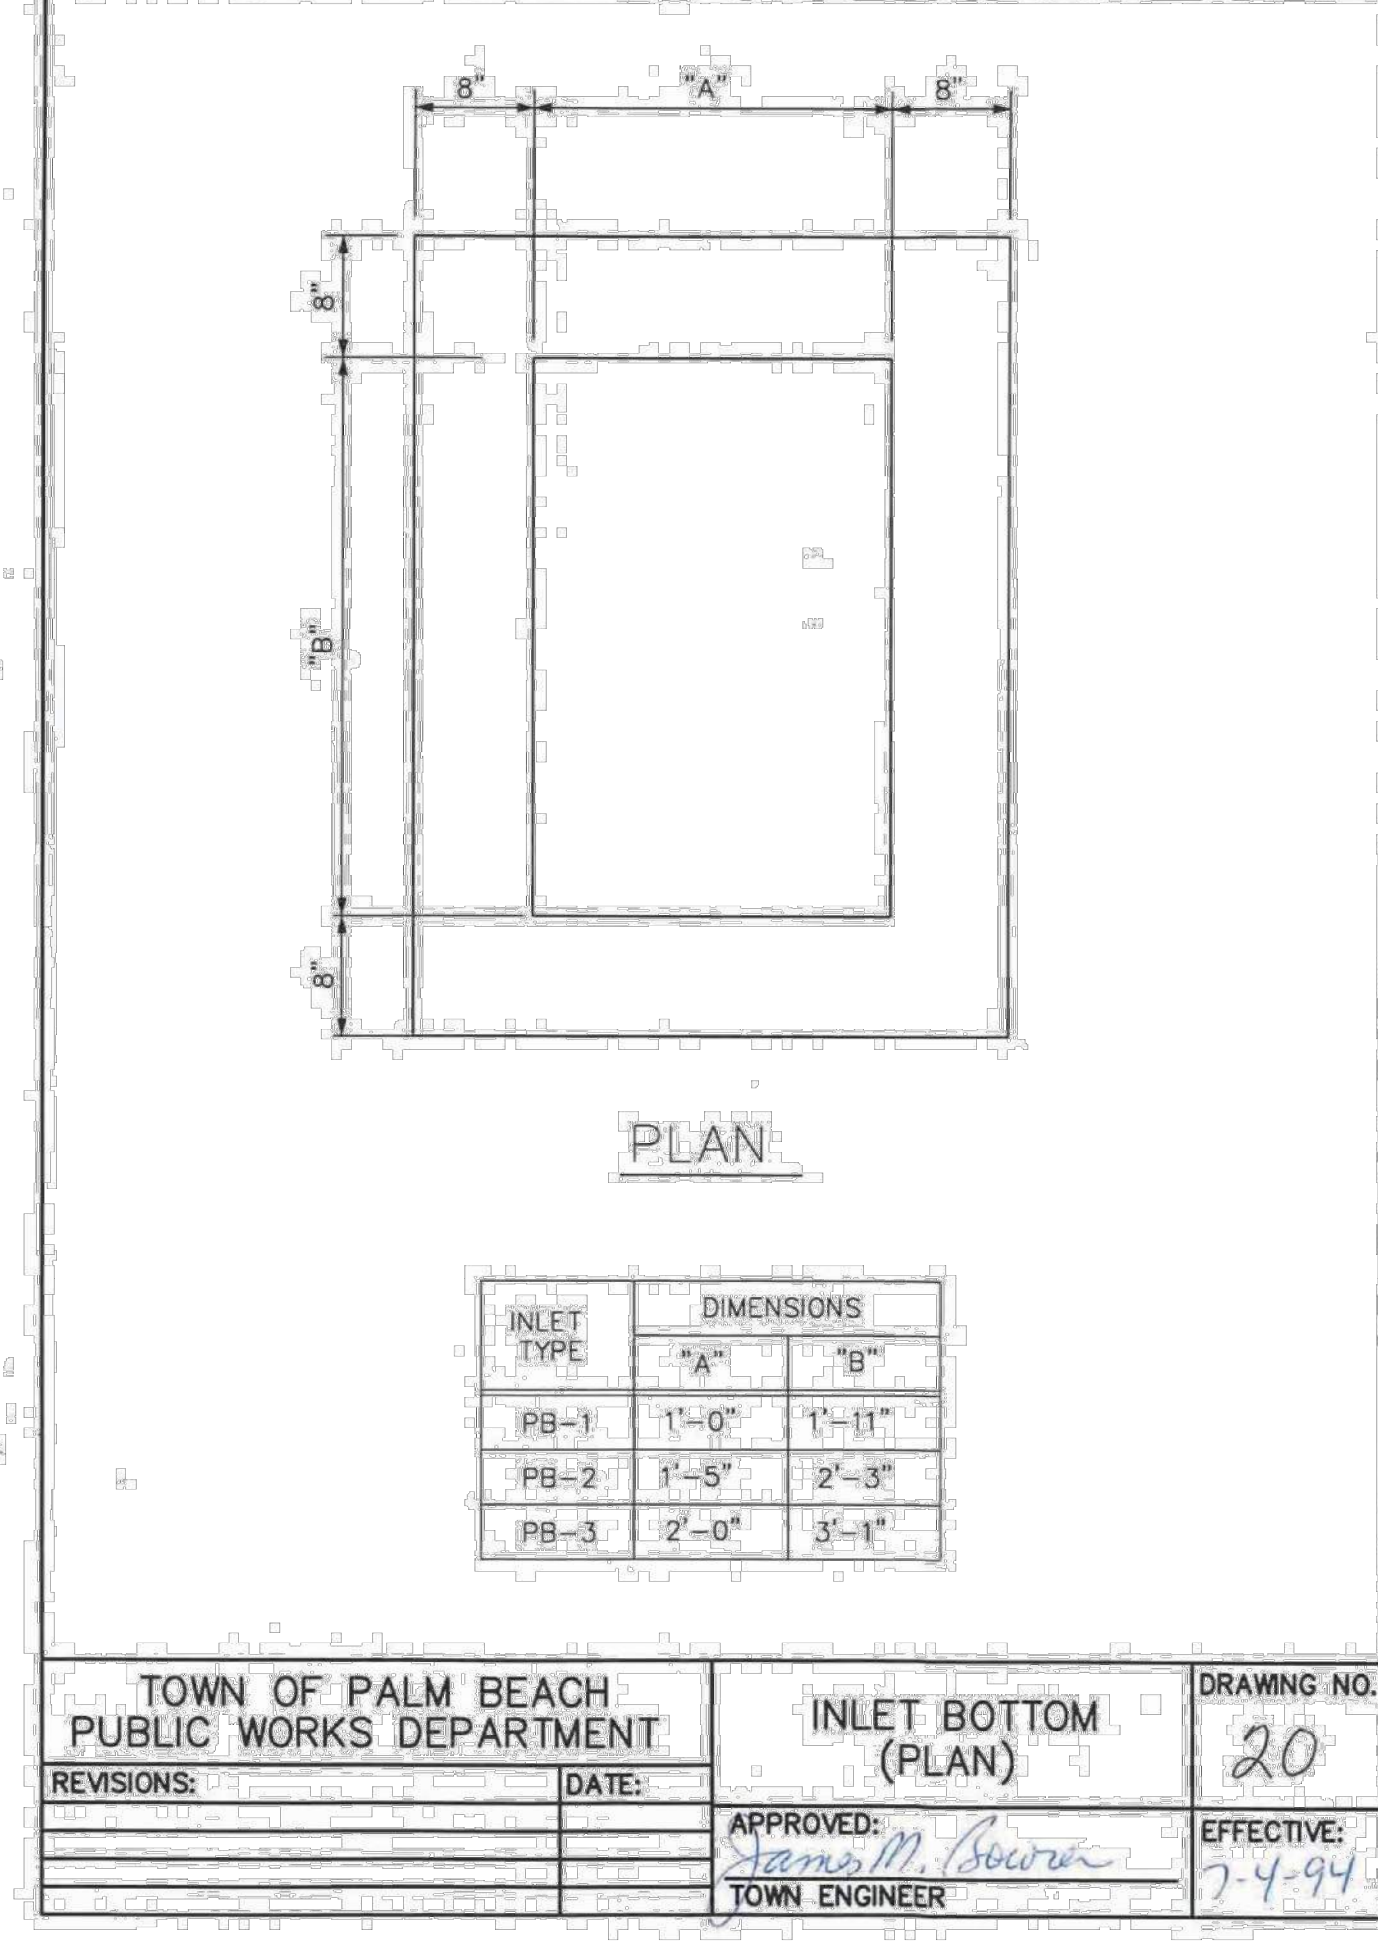 8" "A" 8"
8"
"B"
8"
PLAN
INLET TYPE DIMENSIONS
"A" "B"
PB-1 1'-0" 1'-11"
PB-2 1'-5" 2'-3"
PB-3 2'-0" 3'-1"
TOWN OF PALM BEACH
PUBLIC WORKS DEPARTMENT
REVISIONS: DATE:
INLET BOTTOM
(PLAN)
APPROVED:
James M. Bowser
TOWN ENGINEER
DRAWING NO.
20
EFFECTIVE:
7-4-94